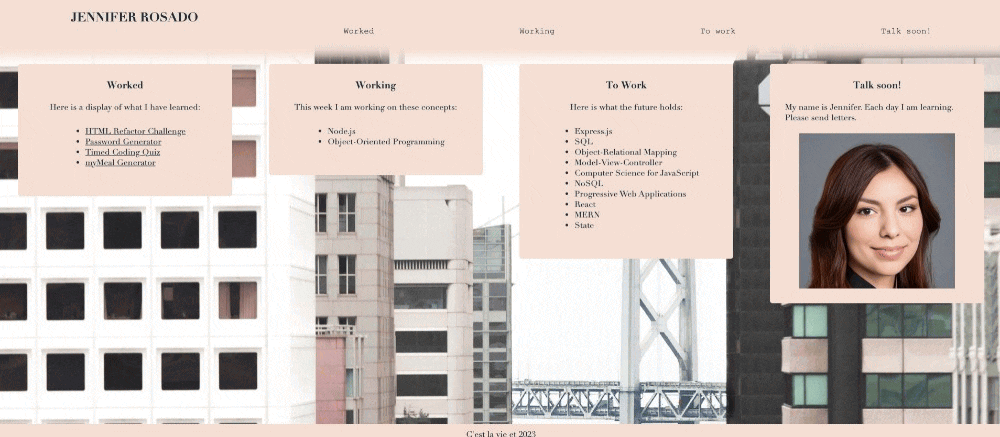 JENNIFER ROSADO
Worked
Working
To work
Talk soon!
Worked
Here is a display of what I have learned:
HTML Refactor Challenge
Password Generator
Timed Coding Quiz
myMeal Generator
Working
This week I am working on these concepts:
Node.js
Object-Oriented Programming
To Work
Here is what the future holds:
Express.js
SQL
Object-Relational Mapping
Model-View-Controller
Computer Science for JavaScript
NoSQL
Progressive Web Applications
React
MERN
State
Talk soon!
My name is Jennifer. Each day I am learning.
Please send letters.
C'est la vie et 2023